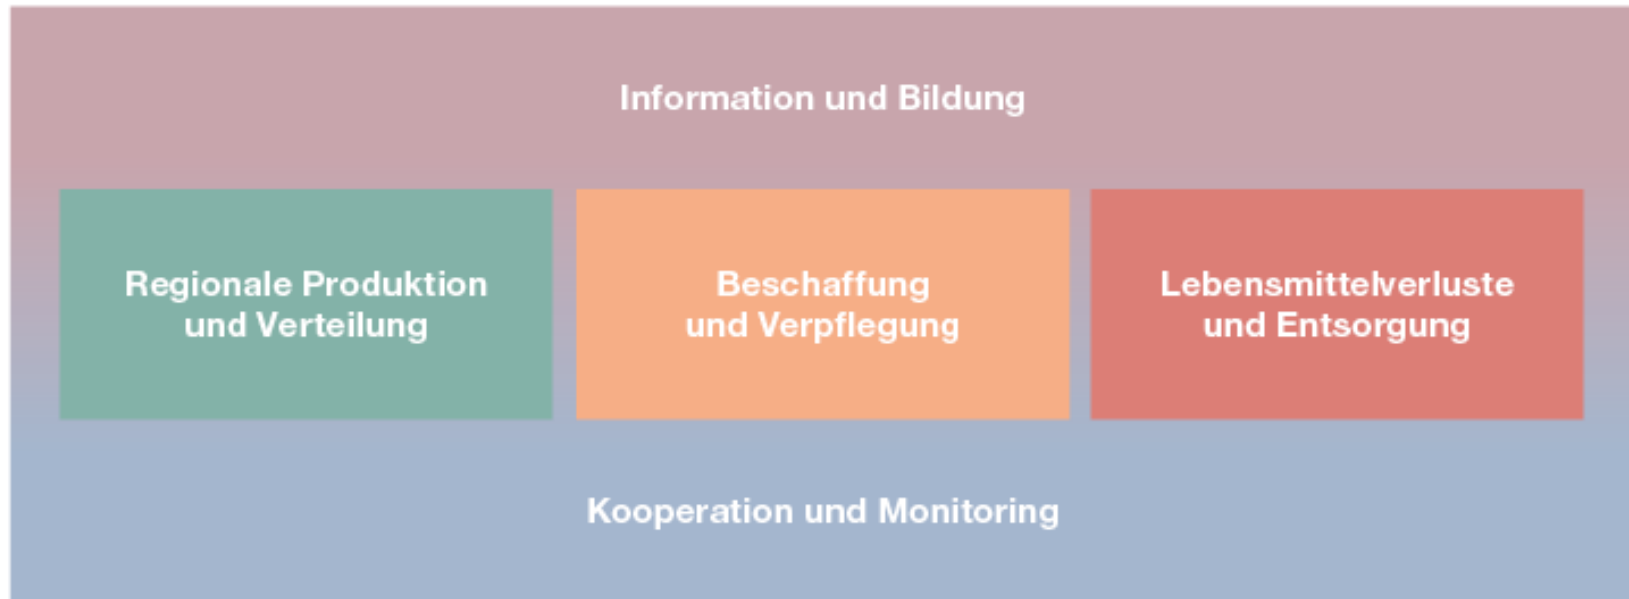 Information und Bildung
Regionale Produktion
und Verteilung
Beschaffung
und Verpflegung
Lebensmittelverluste
und Entsorgung
Kooperation und Monitoring